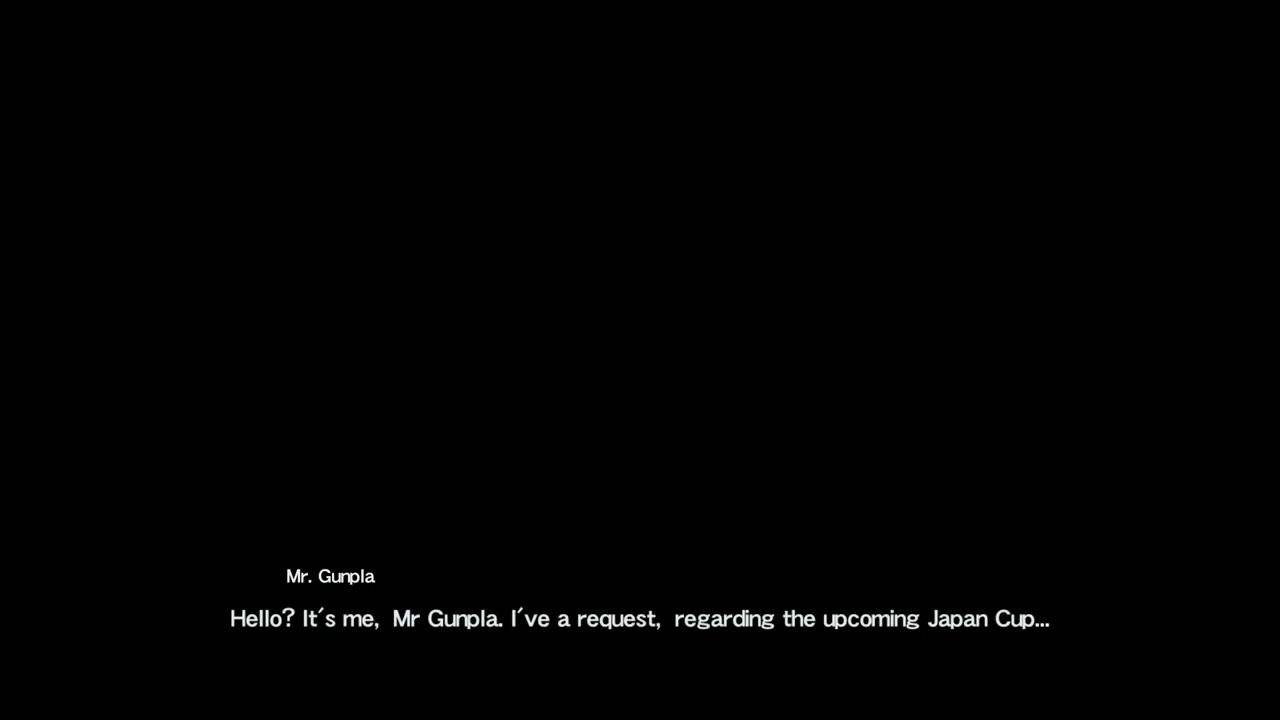 Mr. Gunpla
Hello? It´s me, Mr Gunpla. I´ve a request, regarding the upcoming Japan Cup...